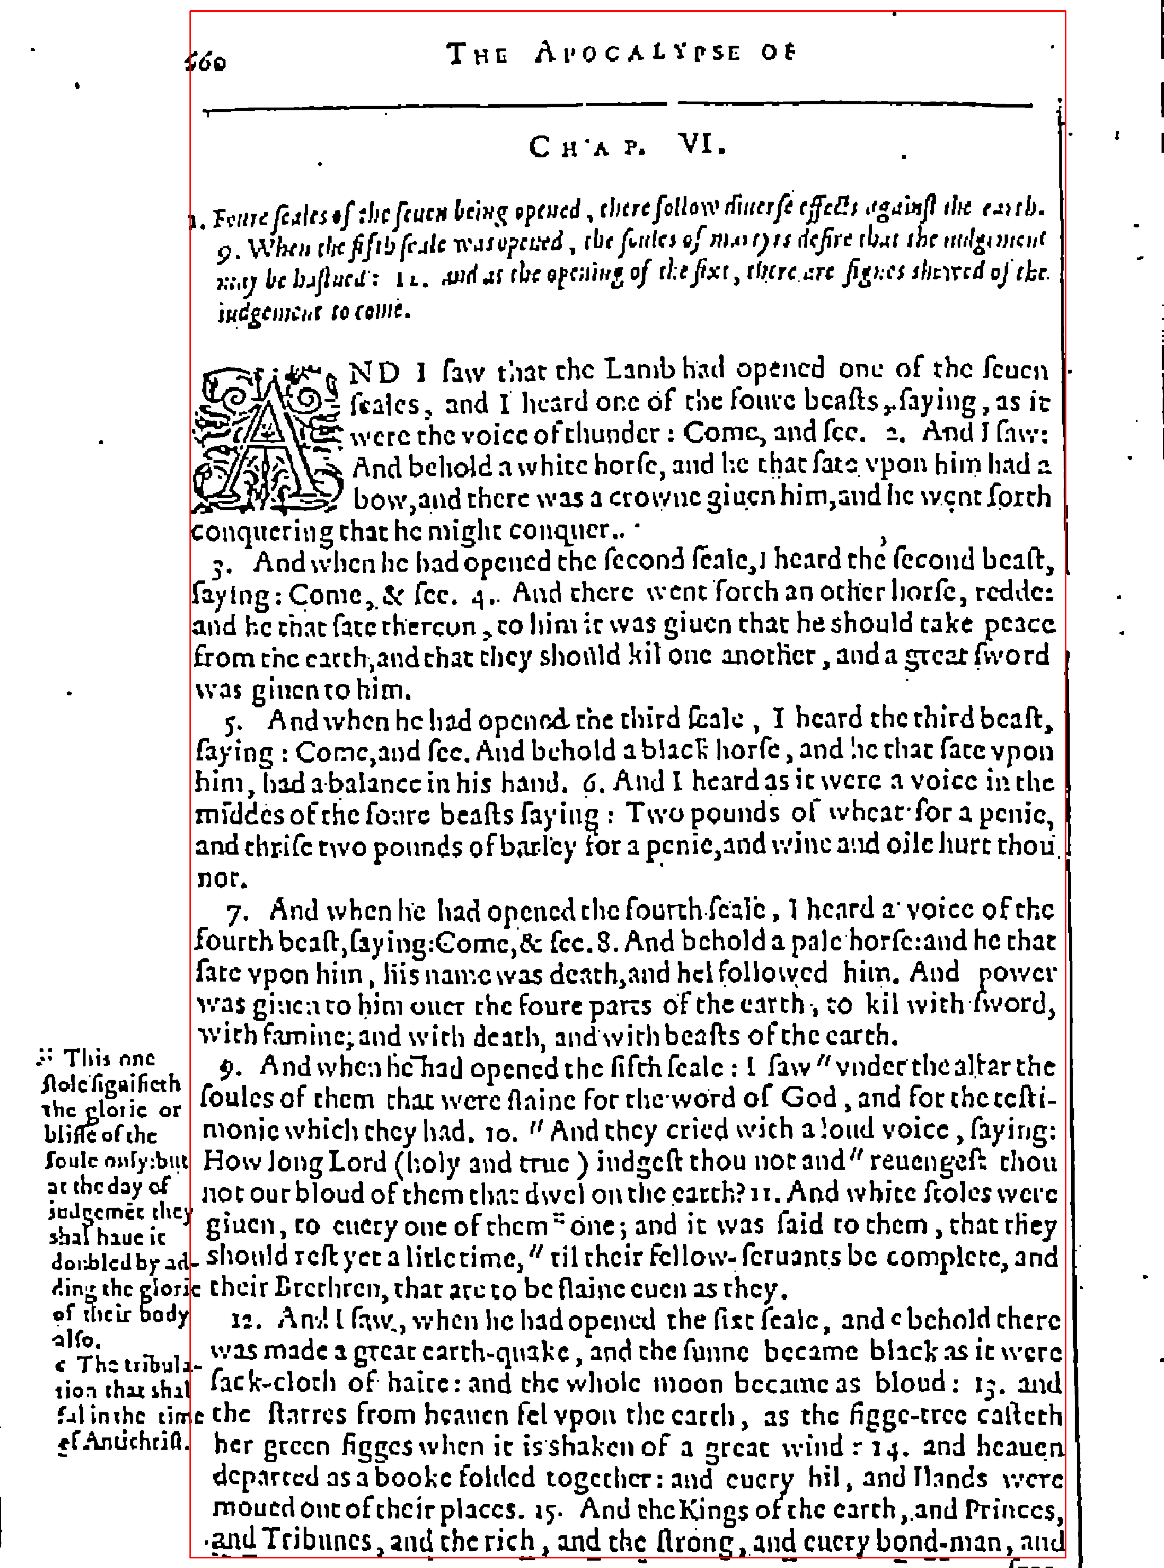 660
THE APOCALYPSE OF
CHAP. VI.
1. Foure ſeales of the ſeuen being opened, there follow diuerſe effects againſt the earth.
9. When the fifth ſeale was opened, the ſoules of martyrs deſire that the iudgement
may be haſtned: 12. and at the opening of the ſixt, there are ſignes shewed of the
iudgement to come.
AND I ſaw that the Lamb had opened one of the ſeuen
ſeales, and I heard one of the foure beaſts, ſaying, as it
were the voice of thunder: Come, and ſee. 2. And I ſaw:
And behold a white horſe, and he that ſate vpon him had a
bow, and there was a crowne giuen him, and he went forth
conquering that he might conquer.
3. And when he had opened the ſecond ſeale, I heard the ſecond beaſt,
ſaying: Come, & ſee. 4. And there went forth an other horſe, redde:
and he that ſate thereon, to him it was giuen that he should take peace
from the earth, and that they should kil one another, and a great ſword
was giuen to him.
5. And when he had opened the third ſeale, I heard the third beaſt,
ſaying: Come, and ſee. And behold a black horſe, and he that ſate vpon
him, had a balance in his hand. 6. And I heard as it were a voice in the
middes of the foure beaſts ſaying: Two pounds of wheat for a penie,
and thriſe two pounds of barley for a penie, and wine and oile hurt thou
not.
7. And when he had opened the fourth ſeale, I heard a voice of the
fourth beaſt, ſaying: Come, & ſee. 8. And behold a pale horſe: and he that
ſate vpon him, his name was death, and hel followed him. And power
was giuen to him ouer the foure parts of the earth, to kil with ſword,
with famine, and with death, and with beaſts of the earth.
9. And when he had opened the fifth ſeale: I ſaw " vnder the altar the
ſoules of them that were ſlaine for the word of God, and for the teſti-
monie which they had. 10. " And they cried with a loud voice, ſaying:
How long Lord (holy and true) iudgeſt thou not and " reuengeſt thou
not our bloud of them that dwel on the earth? 11. And white ſtoles were
giuen, to euery one of them :: one; and it was ſaid to them, that they
should reſt yet a litle time, " til their fellow-ſeruants be complete, and
their Brethren, that are to be ſlaine euen as they.
12. And I ſaw, when he had opened the ſixt ſeale, and c behold there
was made a great earth-quake, and the ſunne became black as it were
ſack-cloth of haire: and the whole moon became as bloud: 13. and
the ſtarres from heauen fel vpon the earth, as the figge-tree caſteth
her green figges when it is shaken of a great wind: 14. and heauen
departed as a booke folded together: and euery hil, and Ilands were
moued out of their places. 15. And the Kings of the earth, and Princes,
and Tribunes, and the rich, and the ſtrong, and euery bond-man, and
:: This one
ſtole ſignifieth
the glorie or
bliſſe of the
ſoule only: but
at the day of
iudgemēt they
shal haue it
doubled by ad-
ding the glorie
of their body
alſo.
c The tribula-
tion that shal
fal in the time
of Antichriſt.